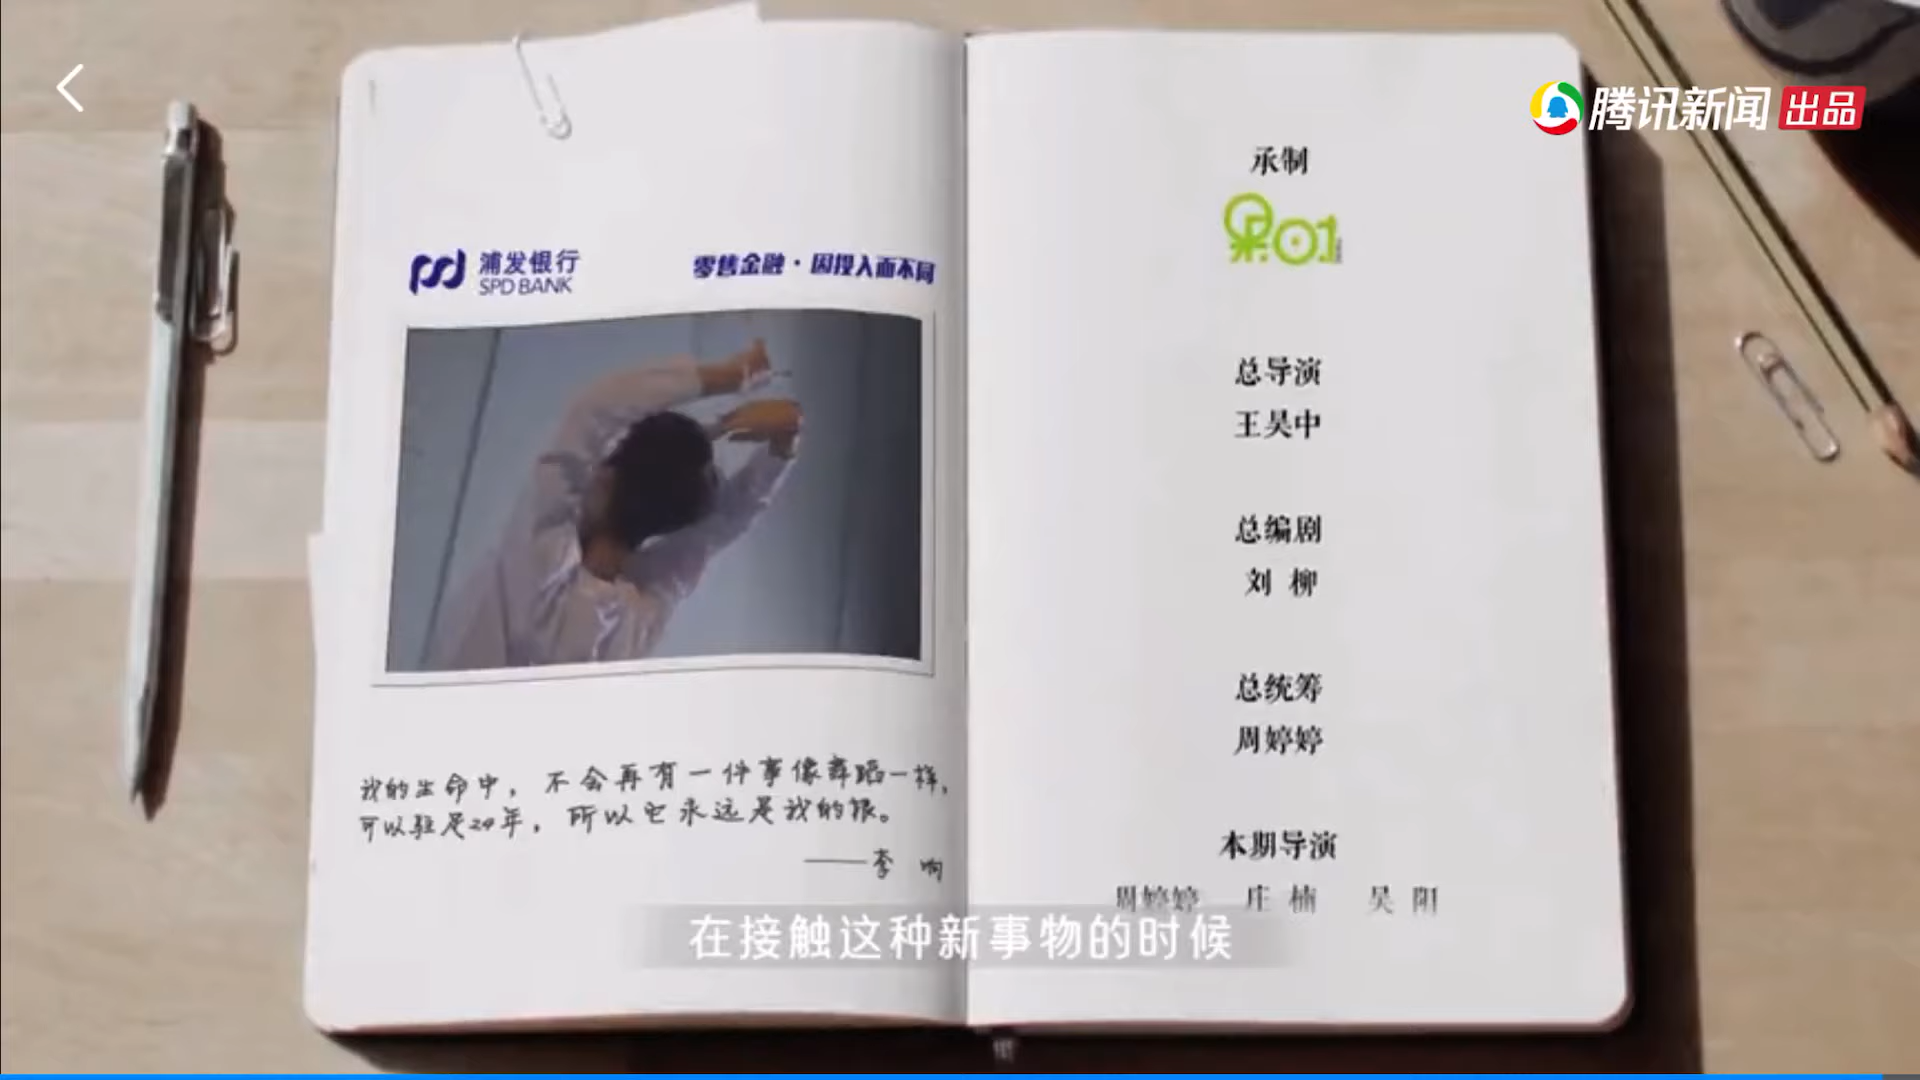 腾讯新闻 出品
浦发银行
SPD BANK
零售金融·因投入而不同
我的生命中，不会再有一件事像舞蹈一样，
可以驻足24年，所以它永远是我的根。
——李 响
承制
果01
总导演
王昊中
总编剧
刘 柳
总统筹
周婷婷
本期导演
周婷婷 庄 楠 吴 阳
在接触这种新事物的时候